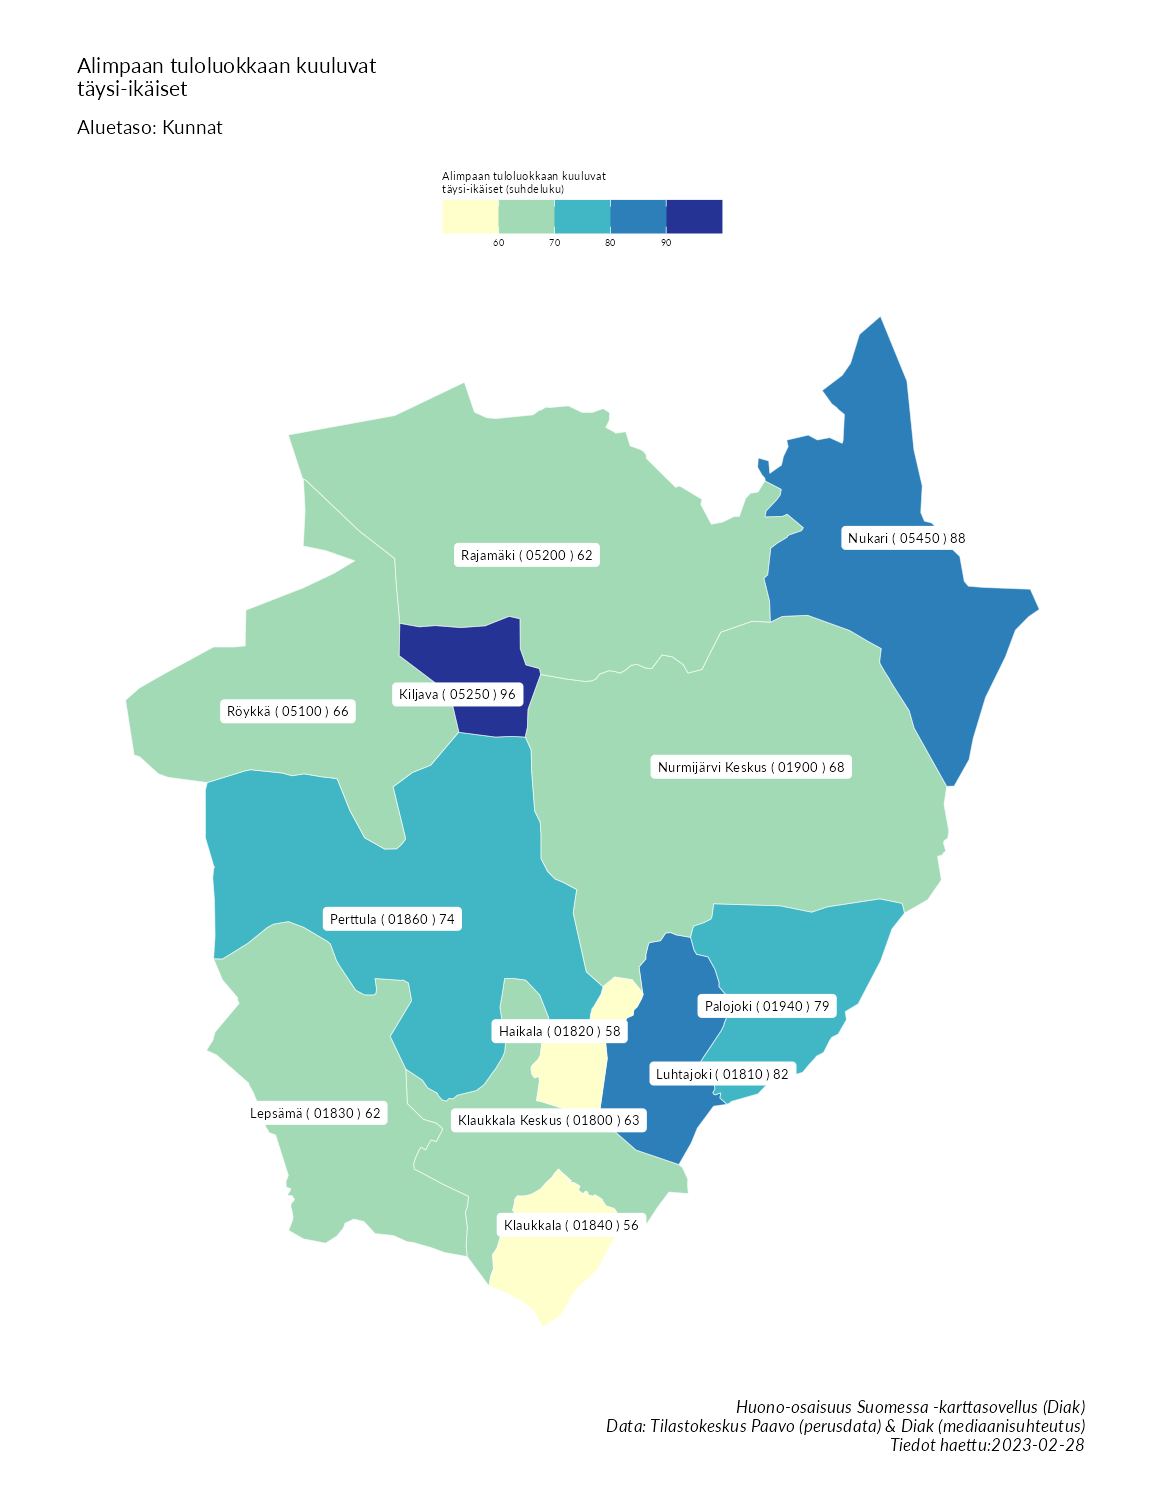 Alimpaan tuloluokkaan kuuluvat
täysi-ikäiset
Aluetaso: Kunnat
Alimpaan tuloluokkaan kuuluvat
täysi-ikäiset (suhdeluku)
60 70 80 90
Nukari ( 05450 ) 88
Rajamäki ( 05200 ) 62
Kiljava ( 05250 ) 96
Röykkä ( 05100 ) 66
Nurmijärvi Keskus ( 01900 ) 68
Perttula ( 01860 ) 74
Palojoki ( 01940 ) 79
Haikala ( 01820 ) 58
Luhtajoki ( 01810 ) 82
Lepsämä ( 01830 ) 62
Klaukkala Keskus ( 01800 ) 63
Klaukkala ( 01840 ) 56
Huono-osaisuus Suomessa -karttasovellus (Diak)
Data: Tilastokeskus Paavo (perusdata) & Diak (mediaanisuhteutus)
Tiedot haettu:2023-02-28